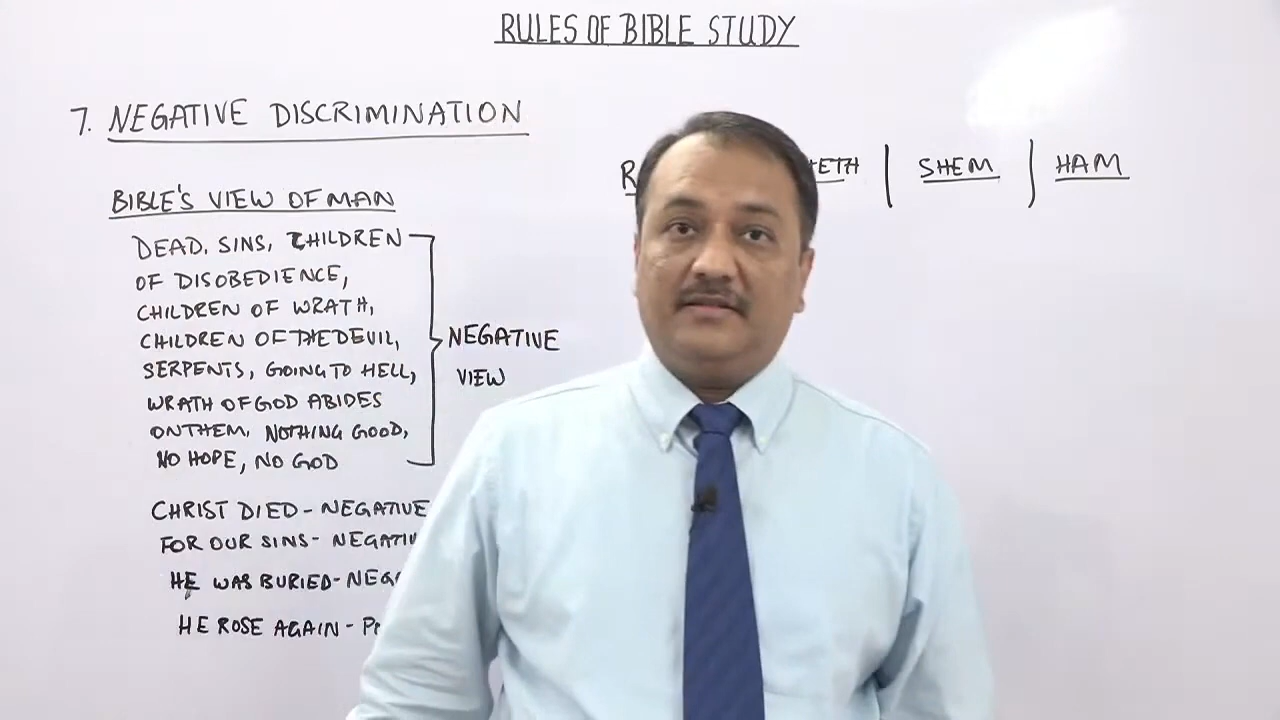 RULES OF BIBLE STUDY
7. NEGATIVE DISCRIMINATION
SHEM | HAM
BIBLE'S VIEW OF MAN
DEAD, SINS, CHILDREN
OF DISOBEDIENCE,
CHILDREN OF WRATH,
CHILDREN OF THE DEVIL,
SERPENTS, GOING TO HELL,
WRATH OF GOD ABIDES
ON THEM, NOTHING GOOD,
NO HOPE, NO GOD
NEGATIVE
VIEW
CHRIST DIED - NEGATIVE
FOR OUR SINS -
HE WAS BURIED -
HE ROSE AGAIN -